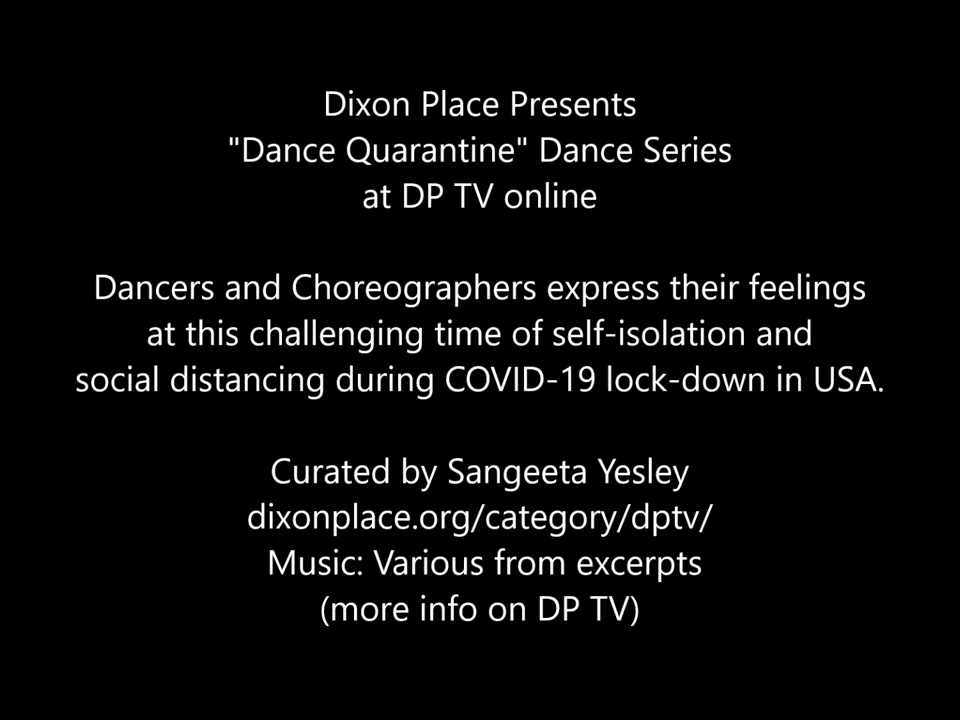 Dixon Place Presents
"Dance Quarantine" Dance Series
at DP TV online
Dancers and Choreographers express their feelings
at this challenging time of self-isolation and
social distancing during COVID-19 lock-down in USA.
Curated by Sangeeta Yesley
dixonplace.org/category/dptv/
Music: Various from excerpts
(more info on DP TV)